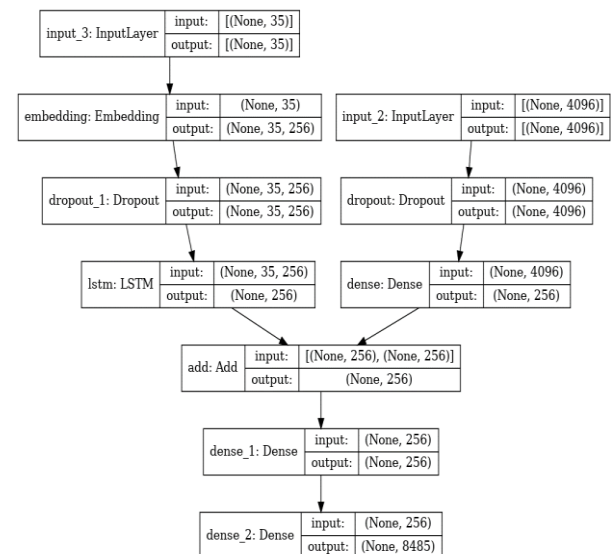 input_3: InputLayer
input: [(None, 35)]
output: [(None, 35)]
embedding: Embedding
input: (None, 35)
output: (None, 35, 256)
input_2: InputLayer
input: [(None, 4096)]
output: [(None, 4096)]
dropout_1: Dropout
input: (None, 35, 256)
output: (None, 35, 256)
dropout: Dropout
input: (None, 4096)
output: (None, 4096)
lstm: LSTM
input: (None, 35, 256)
output: (None, 256)
dense: Dense
input: (None, 4096)
output: (None, 256)
add: Add
input: [(None, 256), (None, 256)]
output: (None, 256)
dense_1: Dense
input: (None, 256)
output: (None, 256)
dense_2: Dense
input: (None, 256)
output: (None, 8485)